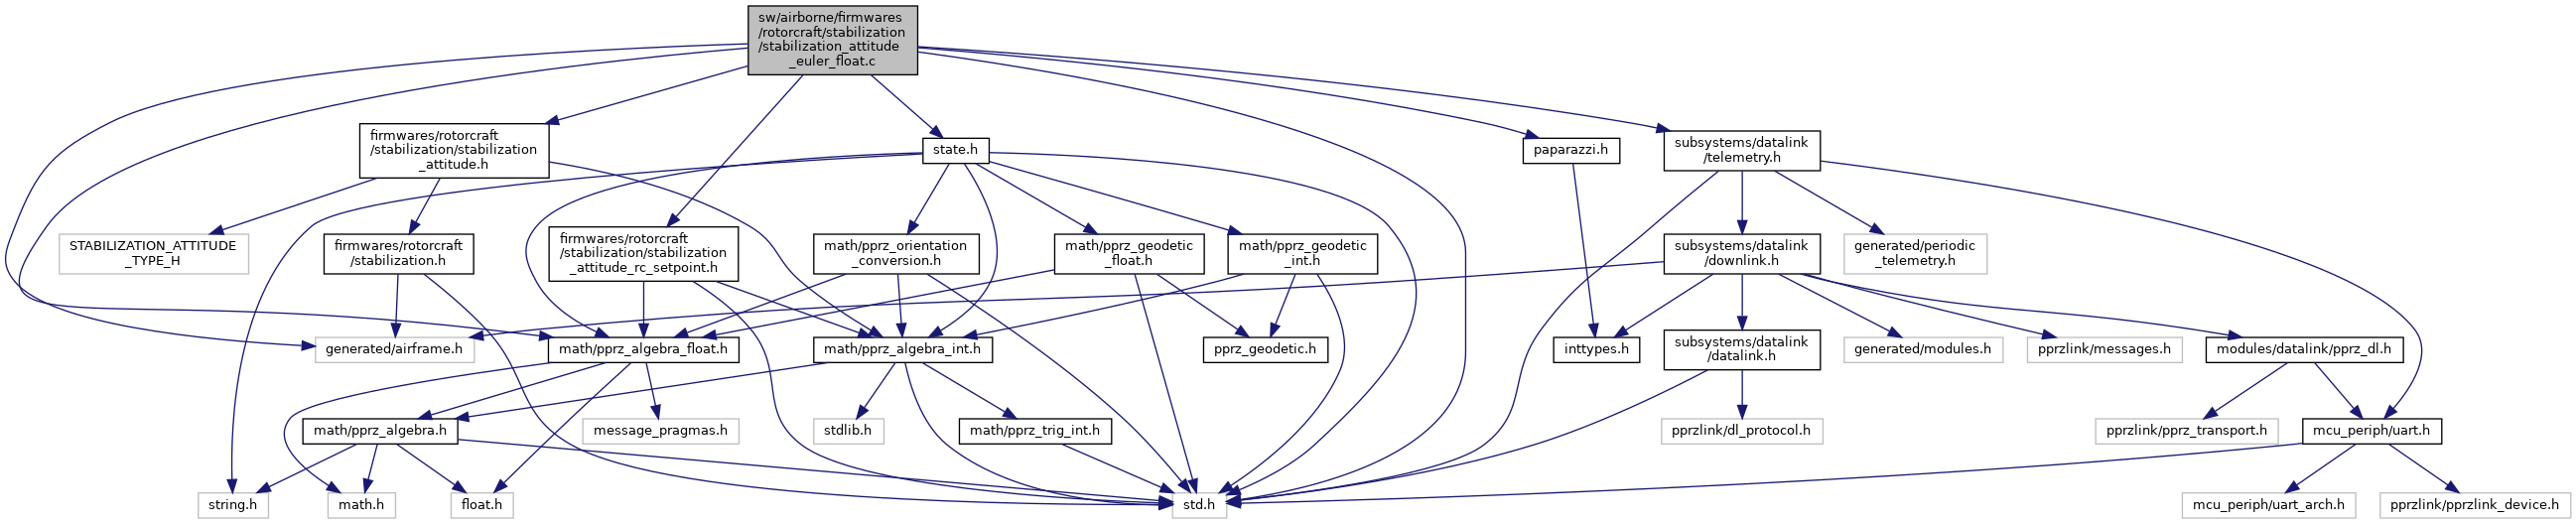 sw/airborne/firmwares
/rotorcraft/stabilization
/stabilization_attitude
_euler_float.c
firmwares/rotorcraft
/stabilization/stabilization
_attitude.h
state.h
paparazzi.h
subsystems/datalink
/telemetry.h
STABILIZATION_ATTITUDE
_TYPE_H
firmwares/rotorcraft
/stabilization.h
firmwares/rotorcraft
/stabilization/stabilization
_attitude_rc_setpoint.h
math/pprz_orientation
_conversion.h
math/pprz_geodetic
_float.h
math/pprz_geodetic
_int.h
subsystems/datalink
/downlink.h
generated/periodic
_telemetry.h
generated/airframe.h
math/pprz_algebra_float.h
math/pprz_algebra_int.h
pprz_geodetic.h
inttypes.h
subsystems/datalink
/datalink.h
generated/modules.h
pprzlink/messages.h
modules/datalink/pprz_dl.h
math/pprz_algebra.h
message_pragmas.h
stdlib.h
math/pprz_trig_int.h
pprzlink/dl_protocol.h
pprzlink/pprz_transport.h
mcu_periph/uart.h
string.h
math.h
float.h
std.h
mcu_periph/uart_arch.h
pprzlink/pprzlink_device.h